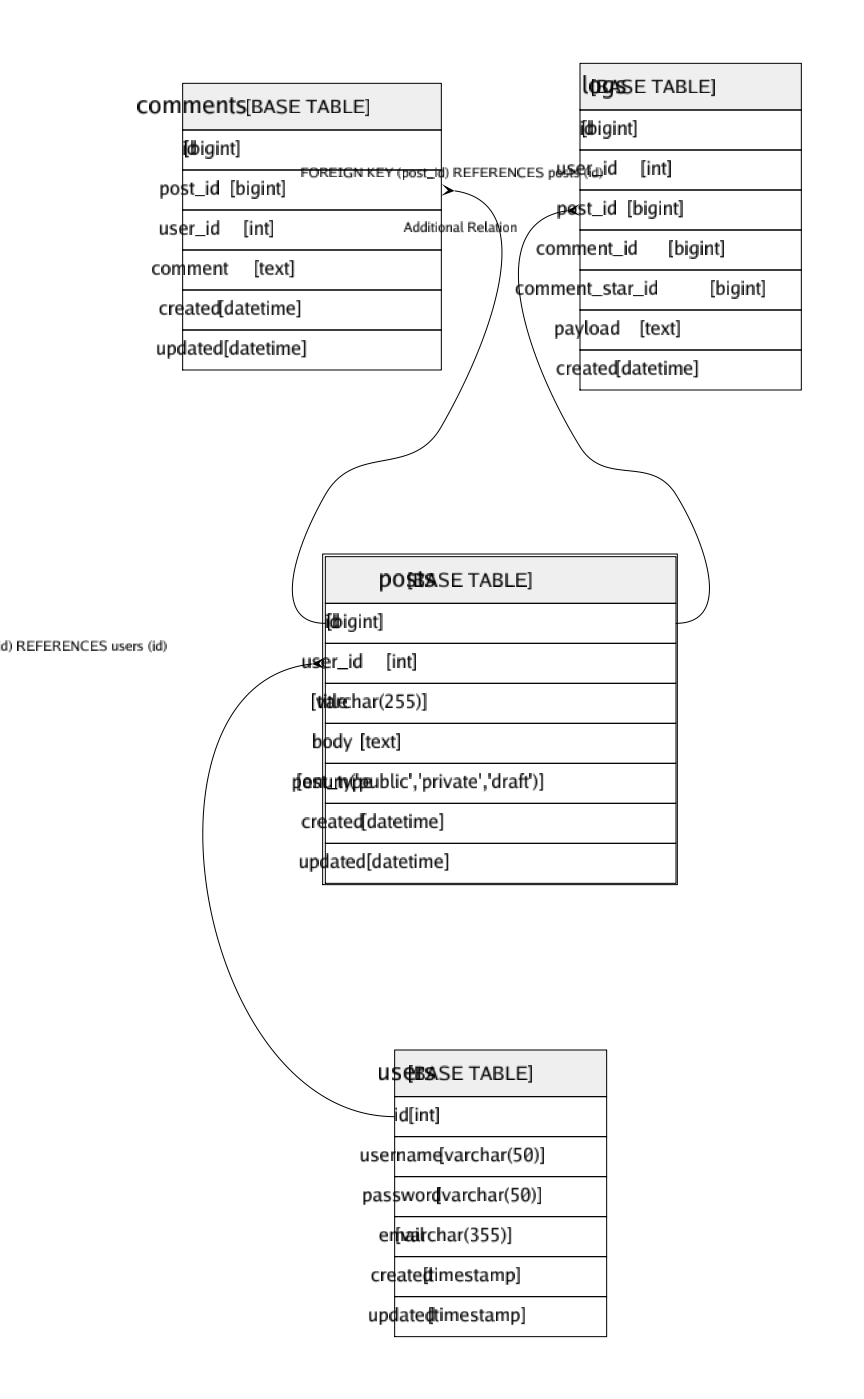 comments [BASE TABLE]
id [bigint]
post_id [bigint]
user_id [int]
comment [text]
created [datetime]
updated [datetime]
logs [BASE TABLE]
id [bigint]
user_id [int]
post_id [bigint]
comment_id [bigint]
comment_star_id [bigint]
payload [text]
created [datetime]
FOREIGN KEY (post_id) REFERENCES posts (id)
Additional Relation
posts [BASE TABLE]
id [bigint]
user_id [int]
title [varchar(255)]
body [text]
post_type [enum('public','private','draft')]
created [datetime]
updated [datetime]
d) REFERENCES users (id)
users [BASE TABLE]
id [int]
username [varchar(50)]
password [varchar(50)]
email [varchar(355)]
created [timestamp]
updated [timestamp]